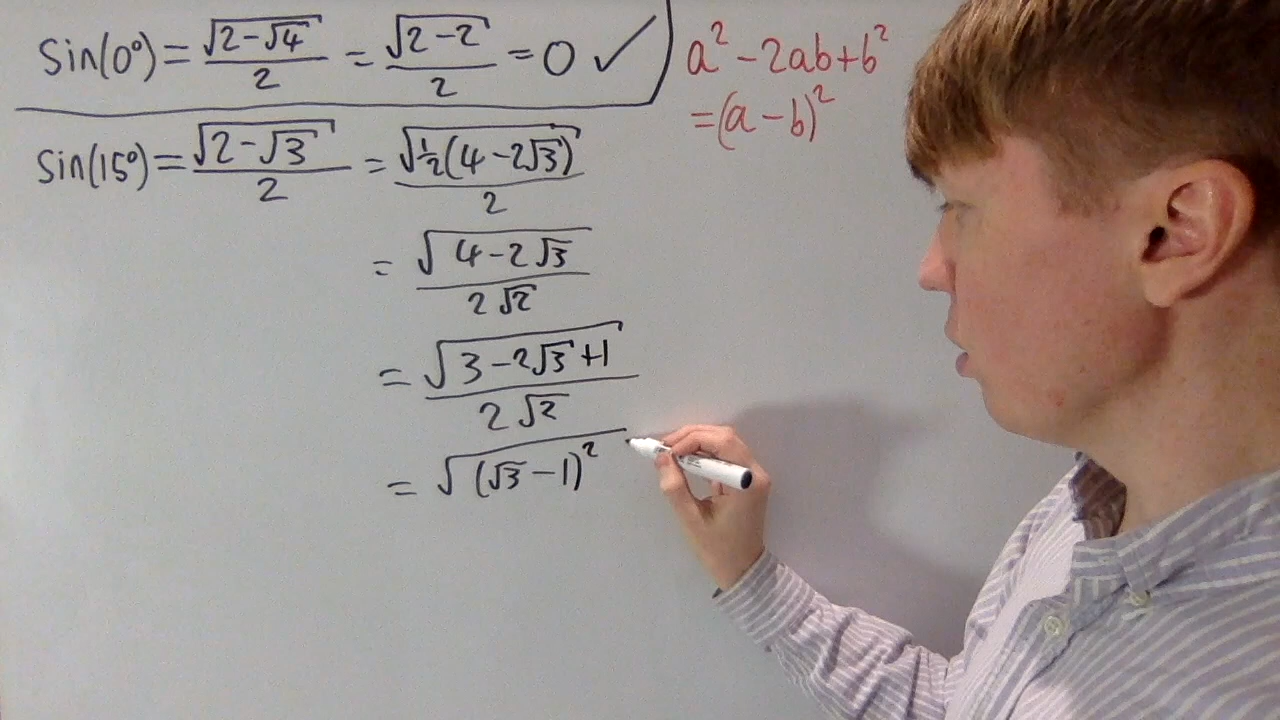 Sin(0°) = √(2-√4)/2 = √(2-2)/2 = 0 ✓
a² - 2ab + b²
= (a - b)²
Sin(15°) = √(2-√3)/2 = √(½(4-2√3))/2
= √(4-2√3)/(2√2)
= √(3-2√3+1)/(2√2)
= √((√3-1)²)